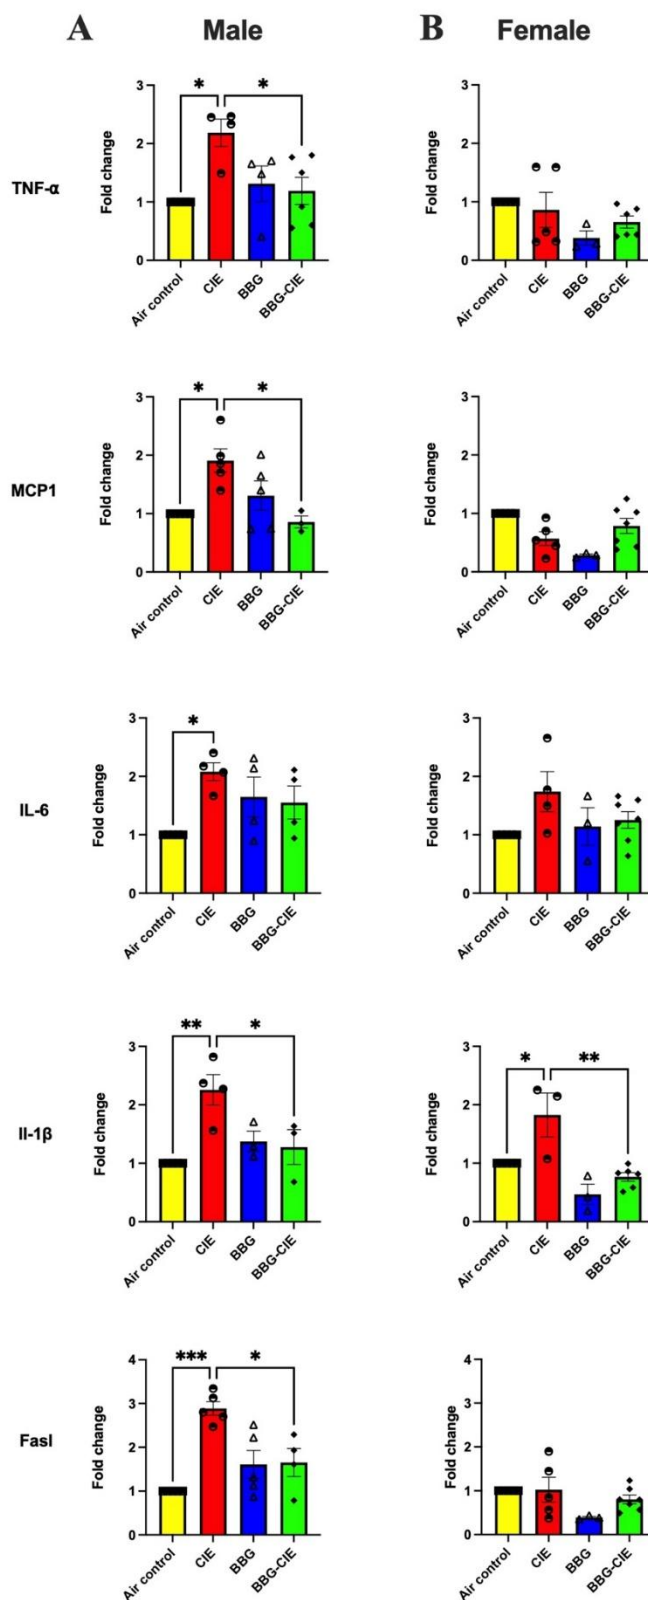 A Male B Female
TNF-α
Fold change
3
2
1
0
* *
Air control CIE BBG BBG-CIE
Fold change
3
2
1
0
Air control CIE BBG BBG-CIE
MCP1
Fold change
3
2
1
0
* *
Air control CIE BBG BBG-CIE
Fold change
3
2
1
0
Air control CIE BBG BBG-CIE
IL-6
Fold change
3
2
1
0
*
Air control CIE BBG BBG-CIE
Fold change
3
2
1
0
Air control CIE BBG BBG-CIE
Il-1β
Fold change
3
2
1
0
** *
Air control CIE BBG BBG-CIE
Fold change
3
2
1
0
* **
Air control CIE BBG BBG-CIE
Fasl
Fold change
4
3
2
1
0
*** *
Air control CIE BBG BBG-CIE
Fold change
4
3
2
1
0
Air control CIE BBG BBG-CIE